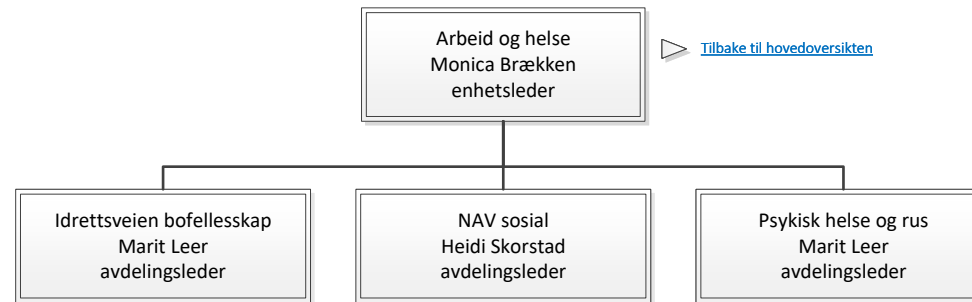 Arbeid og helse
Monica Brækken
enhetsleder
Tilbake til hovedoversikten
Idrettsveien bofellesskap
Marit Leer
avdelingsleder
NAV sosial
Heidi Skorstad
avdelingsleder
Psykisk helse og rus
Marit Leer
avdelingsleder